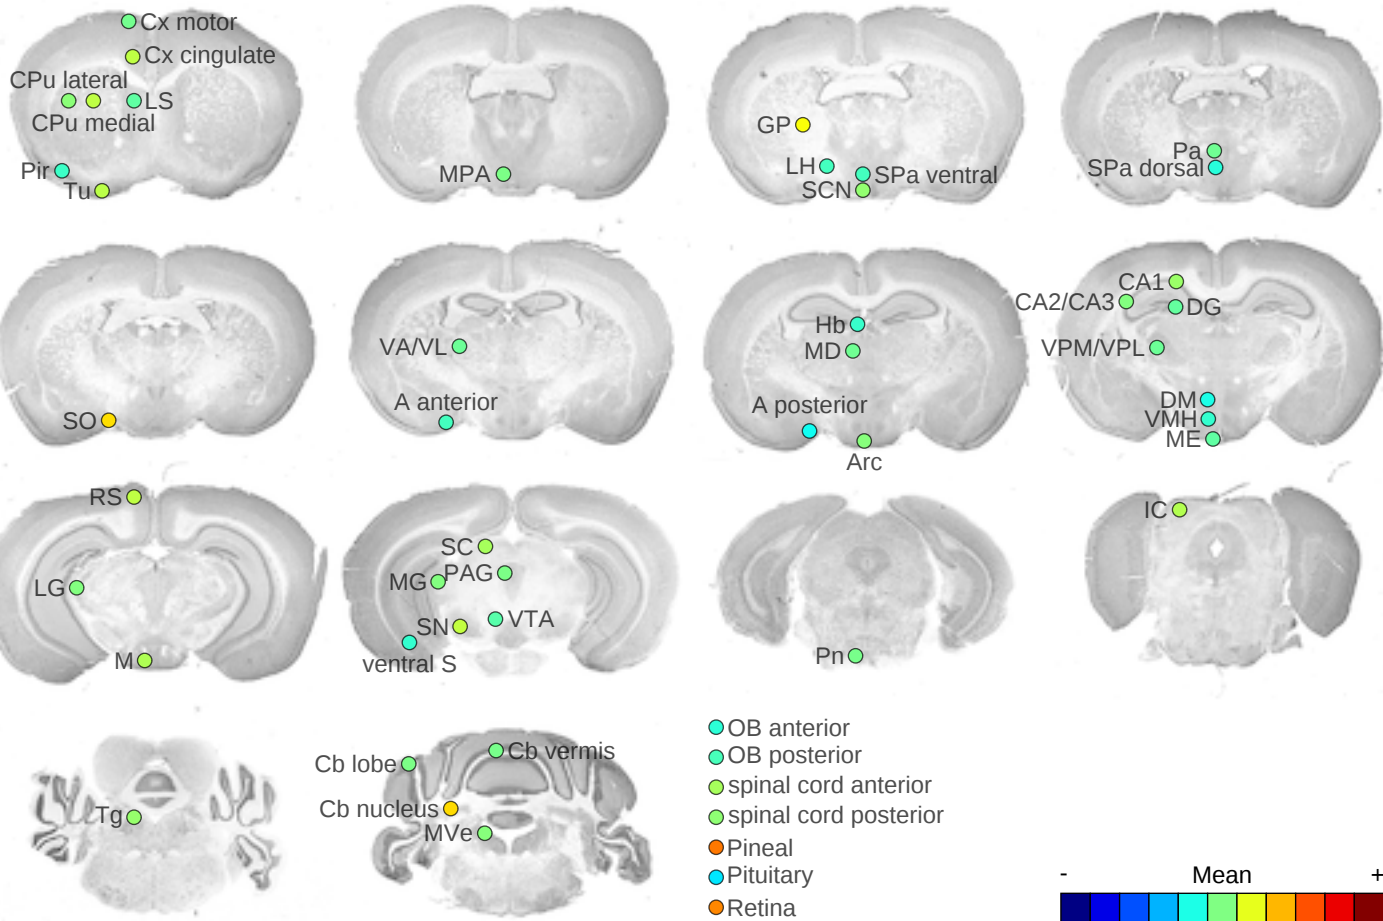 Cx motor
Cx cingulate
CPu lateral
LS
CPu medial
Pir
Tu
MPA
GP
LH
SPa ventral
SCN
Pa
SPa dorsal
SO
VA/VL
A anterior
Hb
MD
A posterior
Arc
CA1
CA2/CA3
DG
VPM/VPL
DM
VMH
ME
RS
LG
M
SC
MG
PAG
SN
VTA
ventral S
Pn
IC
Tg
Cb lobe
Cb vermis
Cb nucleus
MVe
OB anterior
OB posterior
spinal cord anterior
spinal cord posterior
Pineal
Pituitary
Retina
- Mean +